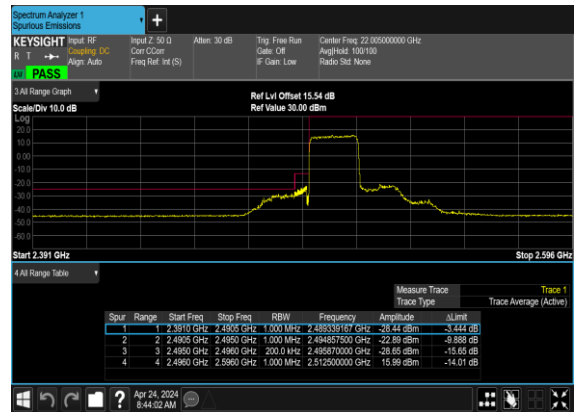 Spectrum Analyzer 1
Spurious Emissions
KEYSIGHT Input: RF Input Z: 50 Ω Atten: 30 dB Trig: Free Run Center Freq: 22.005000000 GHz
R T Coupling: DC Corr CCorr Gate: Off Avg|Hold: 100/100
Align: Auto Freq Ref: Int (S) IF Gain: Low Radio Std: None
PASS
3 All Range Graph
Ref Lvl Offset 15.54 dB
Scale/Div 10.0 dB Ref Value 30.00 dBm
Log
20.0
10.0
0.00
-10.0
-20.0
-30.0
-40.0
-50.0
-60.0
Start 2.391 GHz Stop 2.596 GHz
4 All Range Table
Measure Trace Trace 1
Trace Type Trace Average (Active)
Spur Range Start Freq Stop Freq RBW Frequency Amplitude ΔLimit
1 1 2.3910 GHz 2.4905 GHz 1.000 MHz 2.489339167 GHz -28.44 dBm -3.444 dB
2 2 2.4905 GHz 2.4950 GHz 1.000 MHz 2.494857500 GHz -22.89 dBm -9.888 dB
3 3 2.4950 GHz 2.4960 GHz 200.0 kHz 2.495870000 GHz -28.65 dBm -15.65 dB
4 4 2.4960 GHz 2.5960 GHz 1.000 MHz 2.512500000 GHz 15.99 dBm -14.01 dB
? Apr 24, 2024
8:44:02 AM